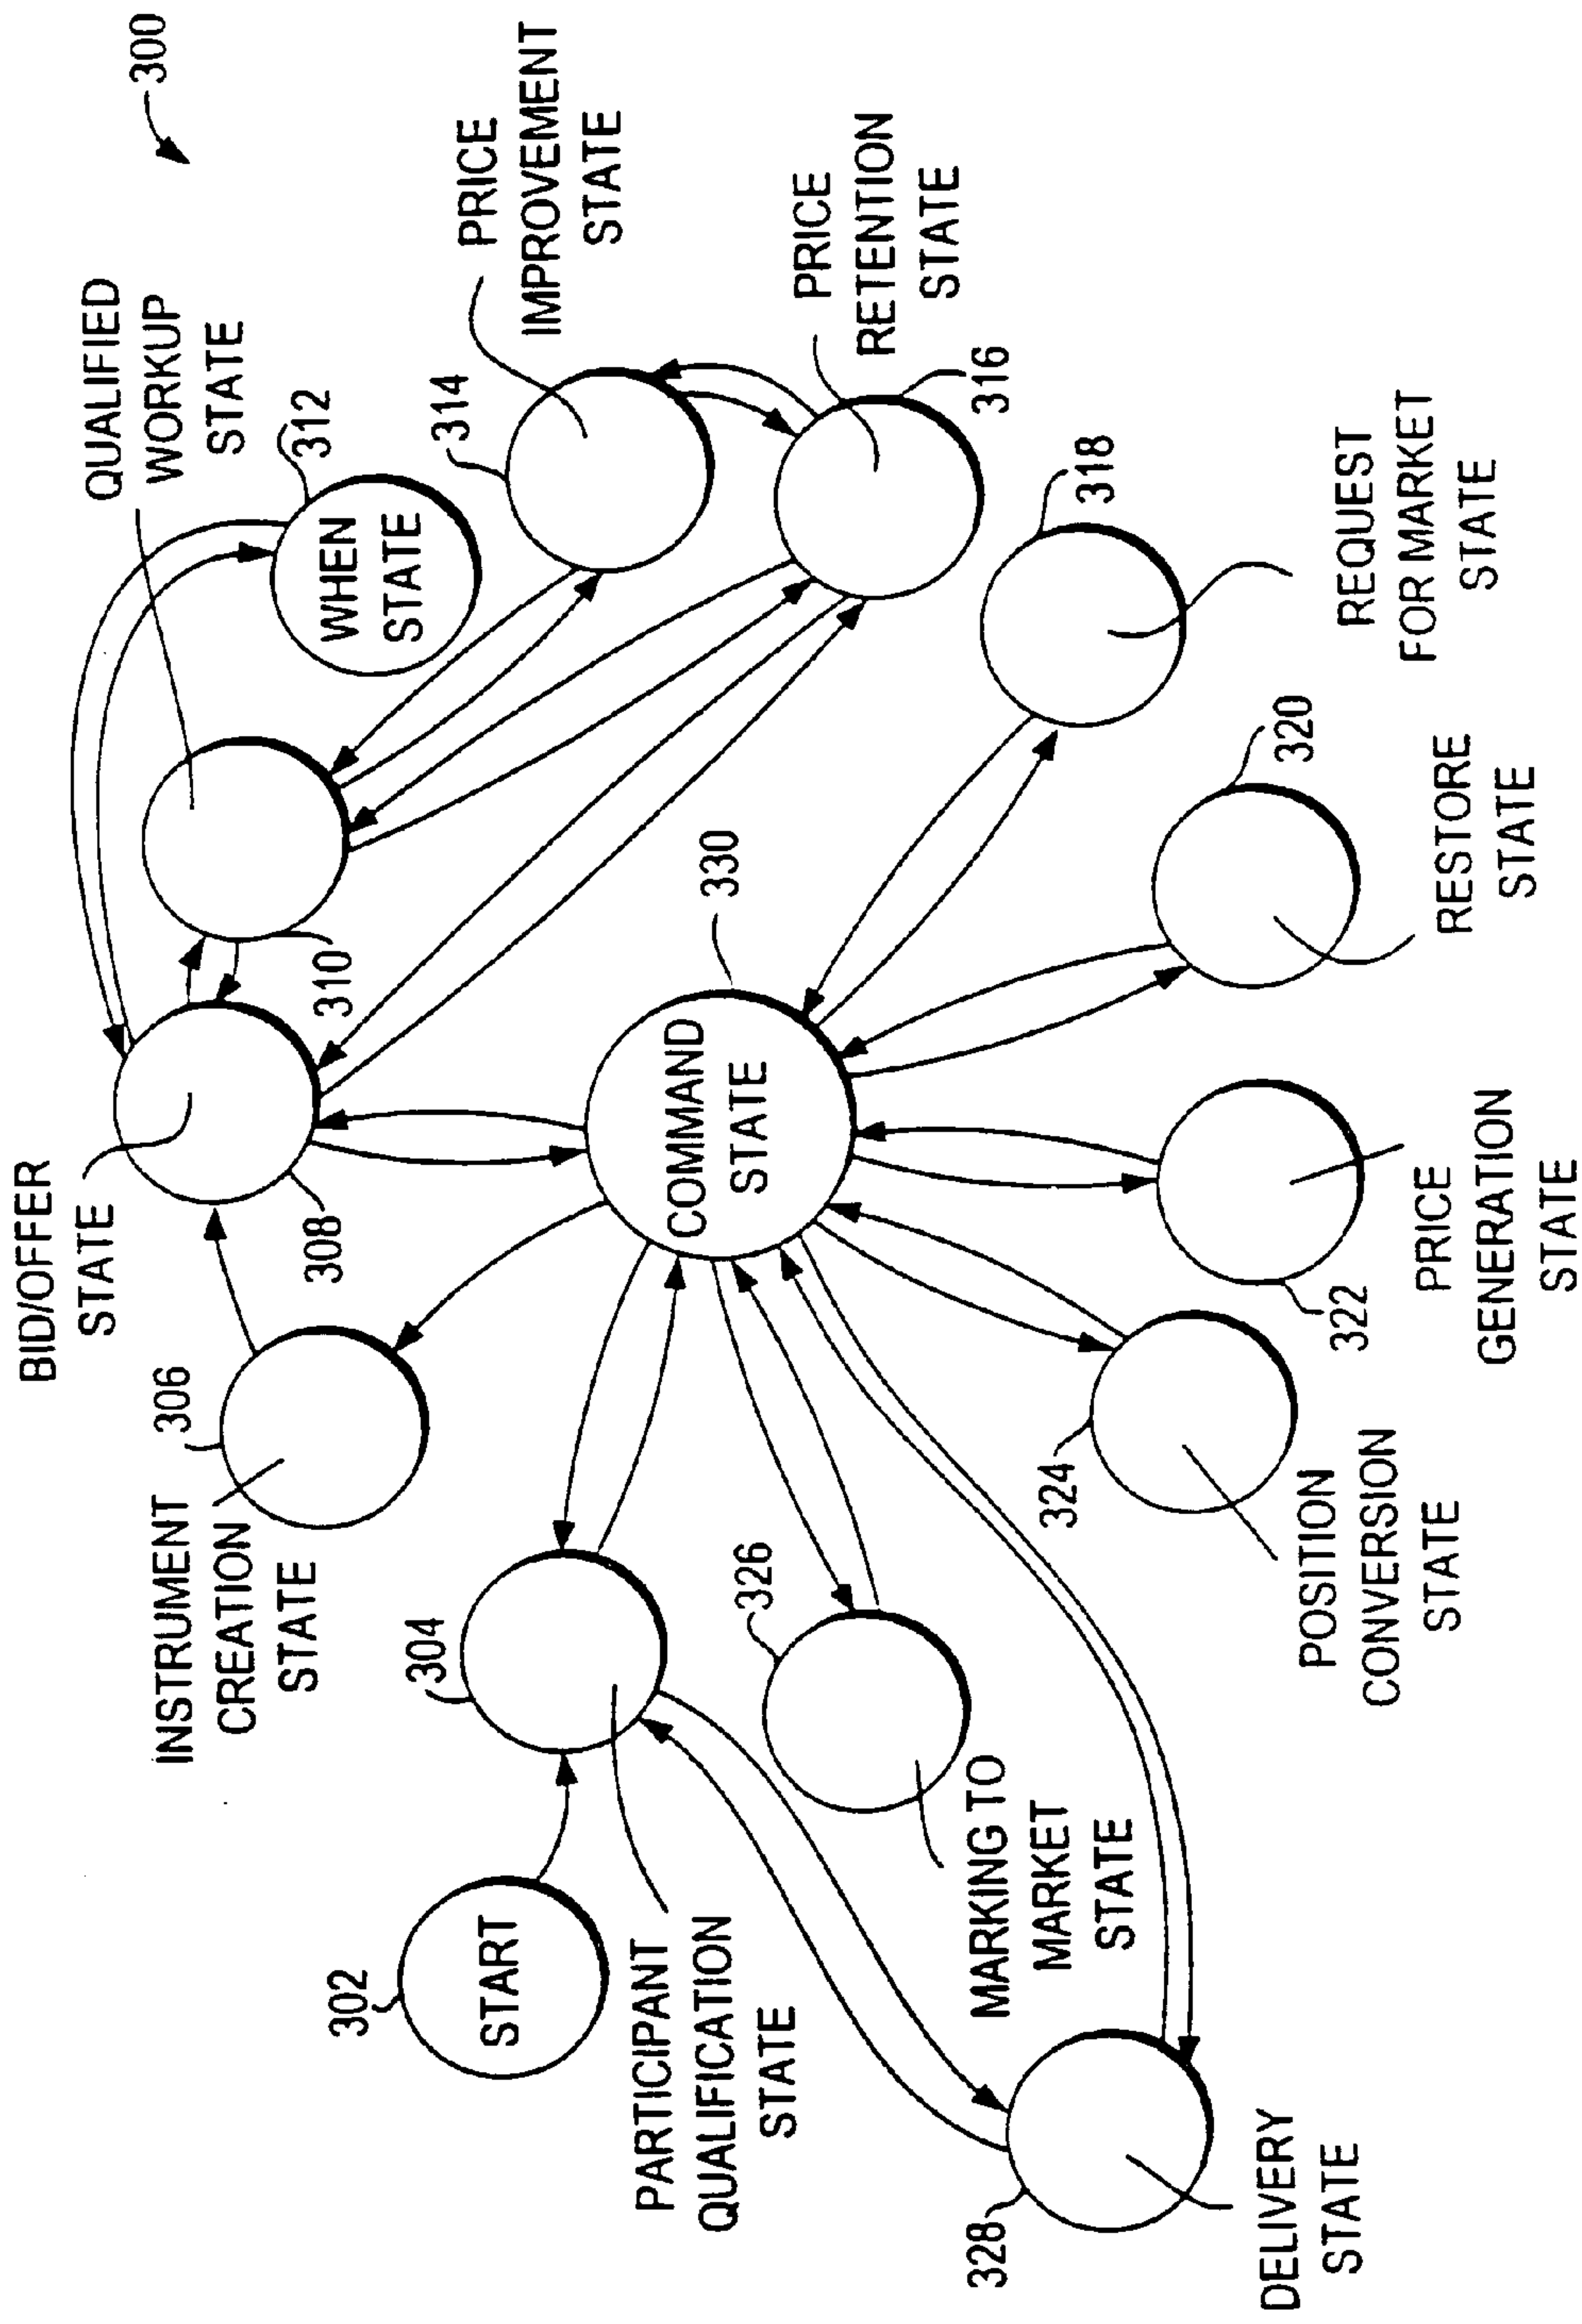 300
QUALIFIED
WORKUP
STATE
312
WHEN
STATE
314
PRICE
IMPROVEMENT
STATE
PRICE
RETENTION
STATE
316
318
REQUEST
FOR MARKET
STATE
320
RESTORE
STATE
310
BID/OFFER
STATE
308
330
COMMAND
STATE
306
INSTRUMENT
CREATION
STATE
322
PRICE
GENERATION
STATE
324
POSITION
CONVERSION
STATE
304
326
MARKING TO
MARKET
STATE
302
START
PARTICIPANT
QUALIFICATION
STATE
328
DELIVERY
STATE